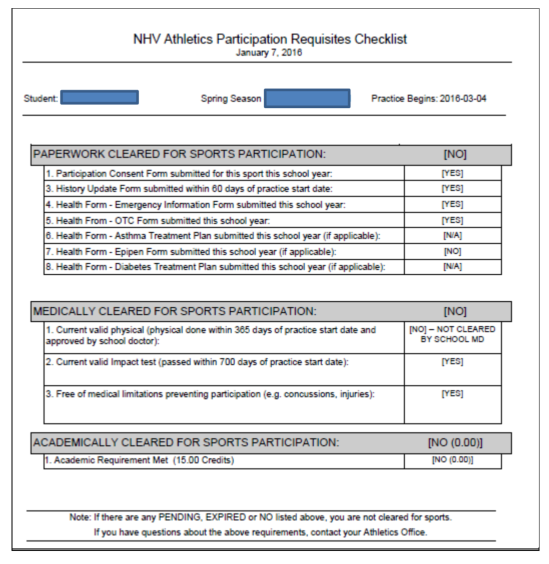 NHV Athletics Participation Requisites Checklist
January 7, 2016
Student: Spring Season Practice Begins: 2016-03-04
PAPERWORK CLEARED FOR SPORTS PARTICIPATION: [NO]
1. Participation Consent Form submitted for this sport this school year: [YES]
3. History Update Form submitted within 60 days of practice start date: [YES]
4. Health Form - Emergency Information Form submitted this school year: [YES]
5. Health From - OTC Form submitted this school year: [YES]
6. Health Form - Asthma Treatment Plan submitted this school year (if applicable): [N/A]
7. Health Form - Epipen Form submitted this school year (if applicable): [NO]
8. Health Form - Diabetes Treatment Plan submitted this school year (if applicable): [N/A]
MEDICALLY CLEARED FOR SPORTS PARTICIPATION: [NO]
1. Current valid physical (physical done within 365 days of practice start date and [NO] – NOT CLEARED
approved by school doctor): BY SCHOOL MD
2. Current valid Impact test (passed within 700 days of practice start date): [YES]
3. Free of medical limitations preventing participation (e.g. concussions, injuries): [YES]
ACADEMICALLY CLEARED FOR SPORTS PARTICIPATION: [NO (0.00)]
1. Academic Requirement Met (15.00 Credits) [NO (0.00)]
Note: If there are any PENDING, EXPIRED or NO listed above, you are not cleared for sports.
If you have questions about the above requirements, contact your Athletics Office.